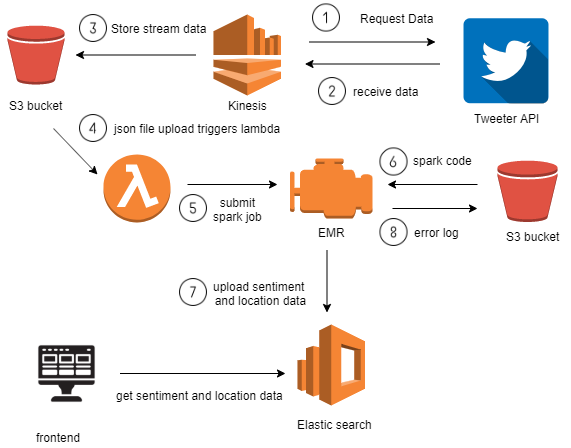 1 Request Data
3 Store stream data
2 receive data
S3 bucket
Kinesis
Tweeter API
4 json file upload triggers lambda
6 spark code
5 submit
spark job
EMR
8 error log
S3 bucket
7 upload sentiment
and location data
get sentiment and location data
Elastic search
frontend